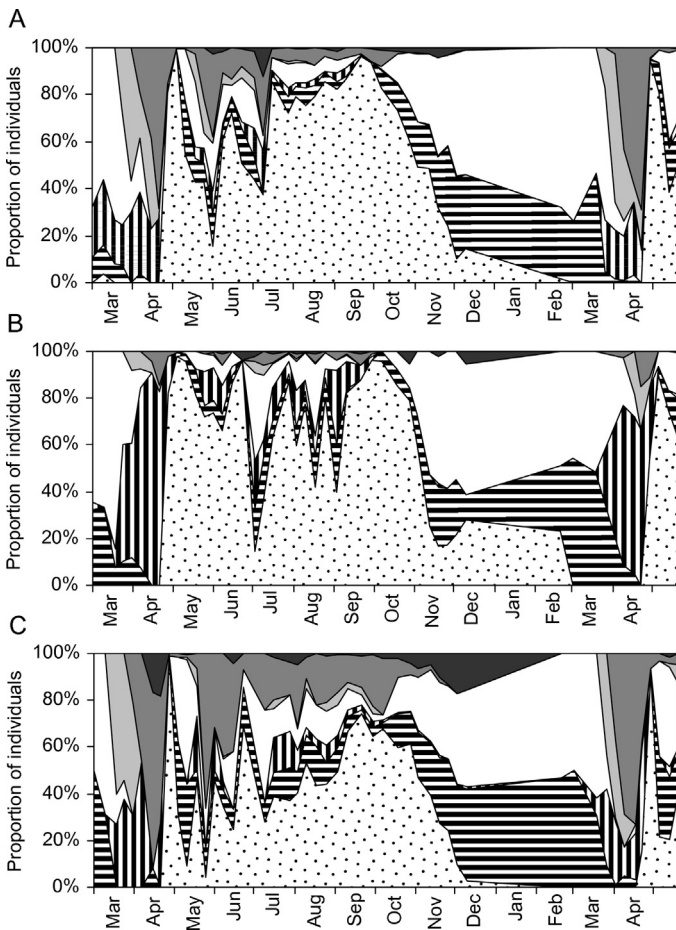 A
Proportion of individuals
100%
80%
60%
40%
20%
0%
Mar
Apr
May
Jun
Jul
Aug
Sep
Oct
Nov
Dec
Jan
Feb
Mar
Apr
B
Proportion of individuals
100%
80%
60%
40%
20%
0%
Mar
Apr
May
Jun
Jul
Aug
Sep
Oct
Nov
Dec
Jan
Feb
Mar
Apr
C
Proportion of individuals
100%
80%
60%
40%
20%
0%
Mar
Apr
May
Jun
Jul
Aug
Sep
Oct
Nov
Dec
Jan
Feb
Mar
Apr